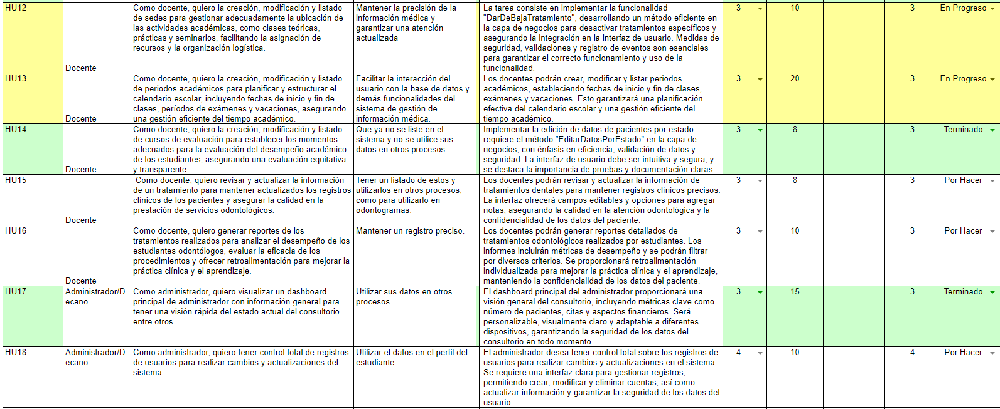 HU12
Docente
Como docente, quiero la creación, modificación y listado
de sedes para gestionar adecuadamente la ubicación de
las actividades académicas, como clases teóricas,
prácticas y seminarios, facilitando la asignación de
recursos y la organización logística.
Mantener la precisión de la
información médica y
garantizar una atención
actualizada
La tarea consiste en implementar la funcionalidad
"DarDeBajaTratamiento", desarrollando un método eficiente en
la capa de negocios para desactivar tratamientos específicos y
asegurando la integración en la interfaz de usuario. Medidas de
seguridad, validaciones y registro de eventos son esenciales
para garantizar el correcto funcionamiento y uso de la
funcionalidad.
3
10
3
En Progreso
HU13
Docente
Como docente, quiero la creación, modificación y listado
de periodos académicos para planificar y estructurar el
calendario escolar, incluyendo fechas de inicio y fin de
clases, períodos de exámenes y vacaciones, asegurando
una gestión eficiente del tiempo académico.
Facilitar la interacción del
usuario con la base de datos y
demás funcionalidades del
sistema de gestión de
información médica.
Los docentes podrán crear, modificar y listar periodos
académicos, estableciendo fechas de inicio y fin de clases,
exámenes y vacaciones. Esto garantizará una planificación
efectiva del calendario escolar y una gestión eficiente del
tiempo académico.
3
20
3
En Progreso
HU14
Docente
Como docente, quiero la creación, modificación y listado
de cursos de evaluación para establecer los momentos
adecuados para la evaluación del desempeño académico
de los estudiantes, asegurando una evaluación equitativa
y transparente
Que ya no se liste en el
sistema y no se utilice sus
datos en otros procesos.
Implementar la edición de datos de pacientes por estado
requiere el método "EditarDatosPorEstado" en la capa de
negocios, con énfasis en eficiencia, validación de datos y
seguridad. La interfaz de usuario debe ser intuitiva y segura, y
se destaca la importancia de pruebas y documentación claras.
3
8
3
Terminado
HU15
Docente
Como docente, quiero revisar y actualizar la información
de un tratamiento para mantener actualizados los registros
clínicos de los pacientes y asegurar la calidad en la
prestación de servicios odontológicos.
Tener un listado de estos y
utilizarlos en otros procesos,
como para utilizarlo en
odontogramas.
Los docentes podrán revisar y actualizar la información de
tratamientos dentales para mantener registros clínicos precisos.
La interfaz ofrecerá campos editables y opciones para agregar
notas, asegurando la calidad en la atención odontológica y la
confidencialidad de los datos del paciente.
3
8
3
Por Hacer
HU16
Docente
Como docente, quiero generar reportes de los
tratamientos realizados para analizar el desempeño de los
estudiantes odontólogos, evaluar la eficacia de los
procedimientos y ofrecer retroalimentación para mejorar la
práctica clínica y el aprendizaje.
Mantener un registro preciso.
Los docentes podrán generar reportes detallados de
tratamientos odontológicos realizados por estudiantes. Los
informes incluirán métricas de desempeño y se podrán filtrar
por diversos criterios. Se proporcionará retroalimentación
individualizada para mejorar la práctica clínica y el aprendizaje,
manteniendo la confidencialidad de los datos del paciente.
3
10
3
Por Hacer
HU17
Administrador/D
ecano
Como administrador, quiero visualizar un dashboard
principal de administrador con información general para
tener una visión rápida del estado actual del consultorio
entre otros.
Utilizar sus datos en otros
procesos.
El dashboard principal del administrador proporcionará una
visión general del consultorio, incluyendo métricas clave como
número de pacientes, citas y aspectos financieros. Será
personalizable, visualmente claro y adaptable a diferentes
dispositivos, garantizando la seguridad de los datos del
consultorio en todo momento.
3
15
3
Terminado
HU18
Administrador/D
ecano
Como administrador, quiero tener control total de registros
de usuarios para realizar cambios y actualizaciones del
sistema.
Utilizar el datos en el perfil del
estudiante
El administrador desea tener control total sobre los registros de
usuarios para realizar cambios y actualizaciones en el sistema.
Se requiere una interfaz clara para gestionar registros,
permitiendo crear, modificar y eliminar cuentas, así como
actualizar información y garantizar la seguridad de los datos del
usuario.
4
10
4
Por Hacer